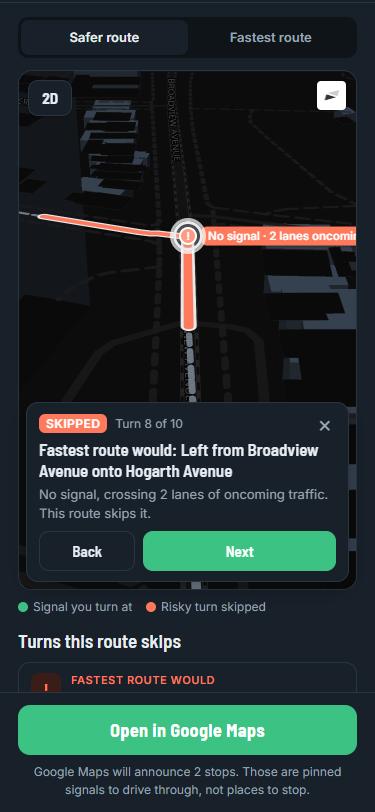 Safer route
Fastest route
2D
BROADVIEW AVENUE
No signal · 2 lanes oncomin
SKIPPED Turn 8 of 10
Fastest route would: Left from Broadview
Avenue onto Hogarth Avenue
No signal, crossing 2 lanes of oncoming traffic.
This route skips it.
Back
Next
Signal you turn at
Risky turn skipped
Turns this route skips
FASTEST ROUTE WOULD
Open in Google Maps
Google Maps will announce 2 stops. Those are pinned
signals to drive through, not places to stop.